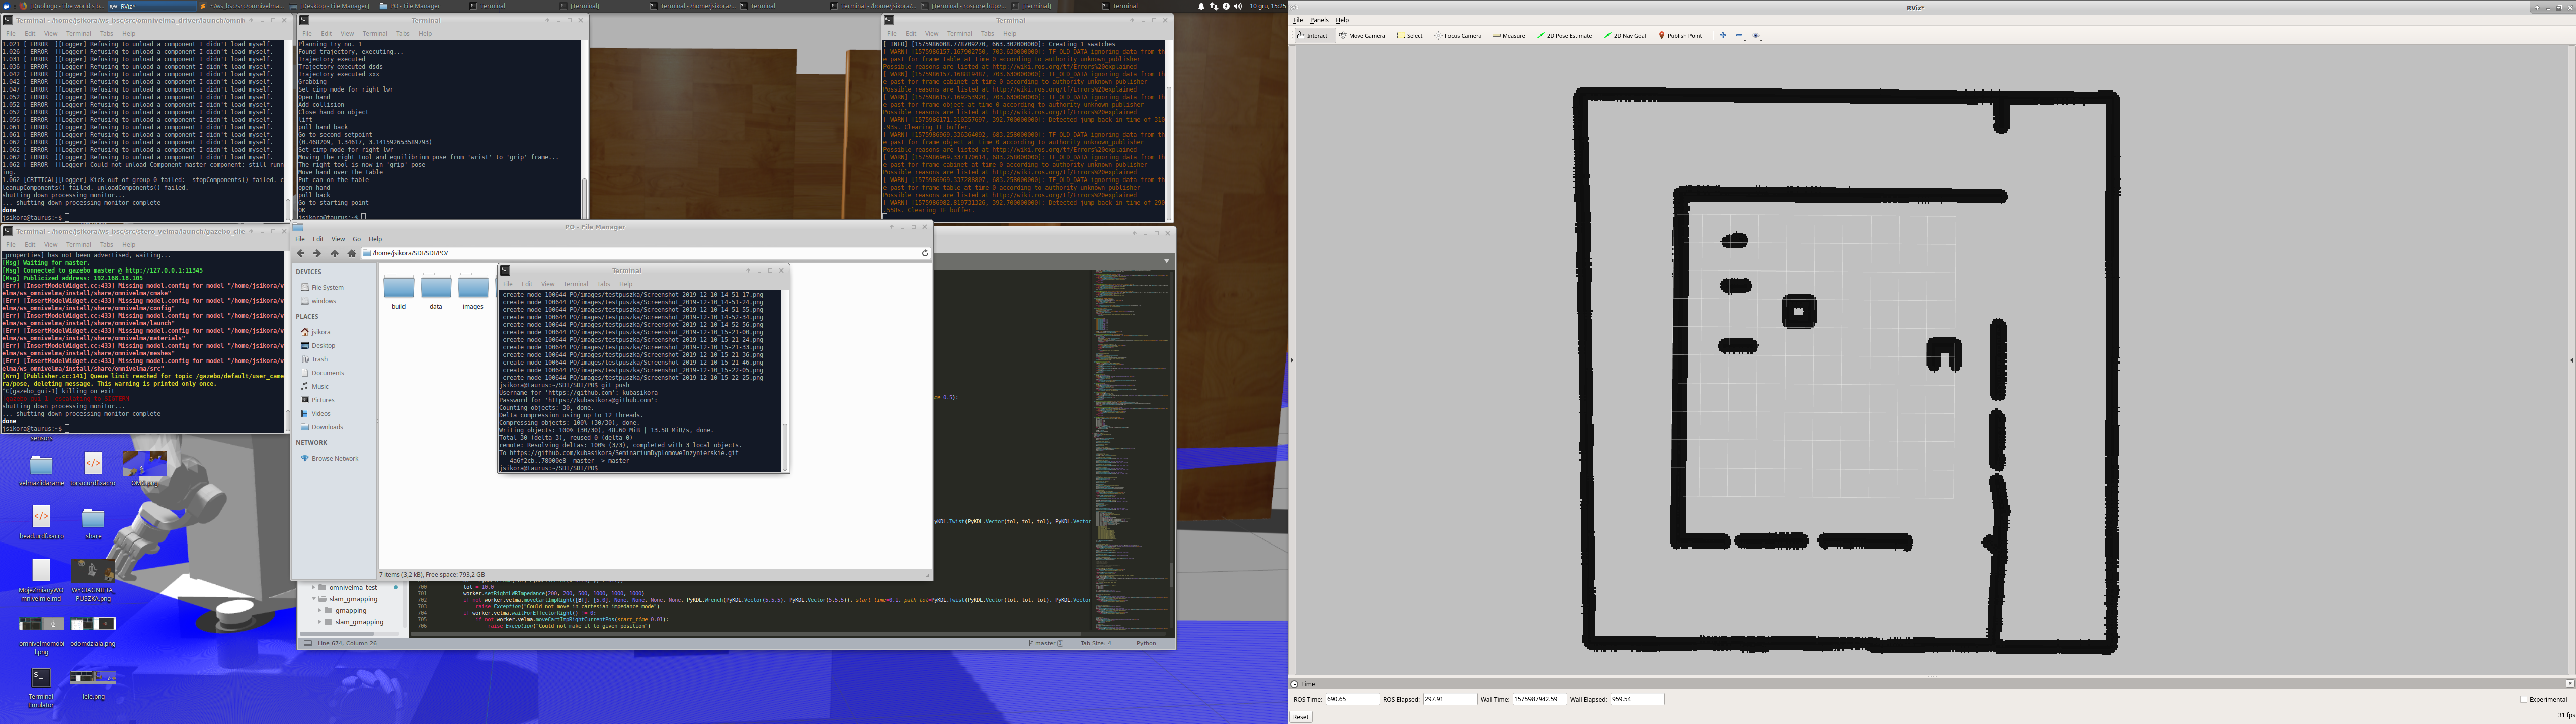 [Duolingo - The world's b...
RViz*
~/ws_bsc/src/omnivelma...
[Desktop - File Manager]
PO - File Manager
Terminal
[Terminal]
Terminal - /home/jsikora/...
Terminal
Terminal - /home/jsikora/...
[Terminal - roscore http:/...
[Terminal]
Terminal
10 gru, 15:25
Terminal - /home/jsikora/ws_bsc/src/omnivelma_driver/launch/omnis
File Edit View Terminal Tabs Help
1.021 [ ERROR ][Logger] Refusing to unload a component I didn't load myself.
1.026 [ ERROR ][Logger] Refusing to unload a component I didn't load myself.
1.031 [ ERROR ][Logger] Refusing to unload a component I didn't load myself.
1.036 [ ERROR ][Logger] Refusing to unload a component I didn't load myself.
1.042 [ ERROR ][Logger] Refusing to unload a component I didn't load myself.
1.042 [ ERROR ][Logger] Refusing to unload a component I didn't load myself.
1.047 [ ERROR ][Logger] Refusing to unload a component I didn't load myself.
1.052 [ ERROR ][Logger] Refusing to unload a component I didn't load myself.
1.052 [ ERROR ][Logger] Refusing to unload a component I didn't load myself.
1.052 [ ERROR ][Logger] Refusing to unload a component I didn't load myself.
1.056 [ ERROR ][Logger] Refusing to unload a component I didn't load myself.
1.061 [ ERROR ][Logger] Refusing to unload a component I didn't load myself.
1.061 [ ERROR ][Logger] Refusing to unload a component I didn't load myself.
1.062 [ ERROR ][Logger] Refusing to unload a component I didn't load myself.
1.062 [ ERROR ][Logger] Refusing to unload a component I didn't load myself.
1.062 [ ERROR ][Logger] Refusing to unload a component I didn't load myself.
1.062 [ ERROR ][Logger] Could not unload Component master_component: still runn
ing.
1.062 [CRITICAL][Logger] Kick-out of group 0 failed: stopComponents() failed. c
cleanupComponents() failed. unloadComponents() failed.
shutting down processing monitor...
... shutting down processing monitor complete
done
jsikora@taurus:~$
Terminal
File Edit View Terminal Tabs Help
Planning try no. 1
Found trajectory, executing...
Trajectory executed
Trajectory executed dsds
Trajectory executed xxx
Grabbing
Set cimp mode for right lwr
Open hand
Add collision
Close hand on object
lift
pull hand back
Go to second setpoint
(0.468209, 1.34617, 3.141592653589793)
Set cimp mode for right lwr
Moving the right tool and equilibrium pose from 'wrist' to 'grip' frame...
The right tool is now in 'grip' pose
Move hand over the table
Put can on the table
open hand
pull back
Go to starting point
OK
jsikora@taurus:~$
Terminal
File Edit View Terminal Tabs Help
[ INFO] [1575986008.778709270, 663.302000000]: Creating 1 swatches
[ WARN] [1575986157.167902750, 703.630000000]: TF_OLD_DATA ignoring data from th
e past for frame table at time 0 according to authority unknown_publisher
Possible reasons are listed at http://wiki.ros.org/tf/Errors%20explained
[ WARN] [1575986157.168819487, 703.630000000]: TF_OLD_DATA ignoring data from th
e past for frame cabinet at time 0 according to authority unknown_publisher
Possible reasons are listed at http://wiki.ros.org/tf/Errors%20explained
[ WARN] [1575986157.169253920, 703.630000000]: TF_OLD_DATA ignoring data from th
e past for frame object at time 0 according to authority unknown_publisher
Possible reasons are listed at http://wiki.ros.org/tf/Errors%20explained
[ WARN] [1575986171.310357697, 392.700000000]: Detected jump back in time of 310
.93s. Clearing TF buffer.
[ WARN] [1575986969.336364092, 683.250000000]: TF_OLD_DATA ignoring data from th
e past for frame object at time 0 according to authority unknown_publisher
Possible reasons are listed at http://wiki.ros.org/tf/Errors%20explained
[ WARN] [1575986969.337170614, 683.250000000]: TF_OLD_DATA ignoring data from th
e past for frame cabinet at time 0 according to authority unknown_publisher
Possible reasons are listed at http://wiki.ros.org/tf/Errors%20explained
[ WARN] [1575986969.337288007, 683.250000000]: TF_OLD_DATA ignoring data from th
e past for frame table at time 0 according to authority unknown_publisher
Possible reasons are listed at http://wiki.ros.org/tf/Errors%20explained
[ WARN] [1575986982.819731326, 392.700000000]: Detected jump back in time of 290
.550s. Clearing TF buffer.
Terminal - /home/jsikora/ws_bsc/src/stero_velma/launch/gazebo_clie
File Edit View Terminal Tabs Help
properties] has not been advertised, waiting...
[Msg] Waiting for master.
[Msg] Connected to gazebo master @ http://127.0.0.1:11345
[Msg] Publicized address: 192.168.18.105
[Err] [InsertModelWidget.cc:433] Missing model.config for model "/home/jsikora/w
s_omnivelma/install/share/omnivelma/cmake"
[Err] [InsertModelWidget.cc:433] Missing model.config for model "/home/jsikora/w
elma/ws_omnivelma/install/share/omnivelma/config"
[Err] [InsertModelWidget.cc:433] Missing model.config for model "/home/jsikora/v
elma/ws_omnivelma/install/share/omnivelma/launch"
[Err] [InsertModelWidget.cc:433] Missing model.config for model "/home/jsikora/v
elma/ws_omnivelma/install/share/omnivelma/materials"
[Err] [InsertModelWidget.cc:433] Missing model.config for model "/home/jsikora/v
elma/ws_omnivelma/install/share/omnivelma/meshes"
[Err] [InsertModelWidget.cc:433] Missing model.config for model "/home/jsikora/v
elma/ws_omnivelma/install/share/omnivelma/src"
[Wrn] [Publisher.cc:141] Queue limit reached for topic /gazebo/default/user_came
ra/pose, deleting message. This warning is printed only once.
^C[gazebo_gui-1] killing on exit
[gazebo_gui-1] escalating to SIGTERM
shutting down processing monitor...
... shutting down processing monitor complete
done
jsikora@taurus:~$
PO - File Manager
File Edit View Go Help
/home/jsikora/SDI/SDI/PO/
DEVICES
File System
windows
PLACES
jsikora
Desktop
Trash
Documents
Music
Pictures
Videos
Downloads
NETWORK
Browse Network
build
data
images
7 items (3,2 kB), Free space: 793,2 GB
Terminal
File Edit View Terminal Tabs Help
create mode 100644 PO/images/testpuszka/Screenshot_2019-12-10_14-51-17.png
create mode 100644 PO/images/testpuszka/Screenshot_2019-12-10_14-51-24.png
create mode 100644 PO/images/testpuszka/Screenshot_2019-12-10_14-51-55.png
create mode 100644 PO/images/testpuszka/Screenshot_2019-12-10_14-52-34.png
create mode 100644 PO/images/testpuszka/Screenshot_2019-12-10_14-52-56.png
create mode 100644 PO/images/testpuszka/Screenshot_2019-12-10_15-21-00.png
create mode 100644 PO/images/testpuszka/Screenshot_2019-12-10_15-21-24.png
create mode 100644 PO/images/testpuszka/Screenshot_2019-12-10_15-21-33.png
create mode 100644 PO/images/testpuszka/Screenshot_2019-12-10_15-21-36.png
create mode 100644 PO/images/testpuszka/Screenshot_2019-12-10_15-21-46.png
create mode 100644 PO/images/testpuszka/Screenshot_2019-12-10_15-22-05.png
create mode 100644 PO/images/testpuszka/Screenshot_2019-12-10_15-22-25.png
jsikora@taurus:~/SDI/SDI/PO$ git push
Username for 'https://github.com': kubasikora
Password for 'https://kubasikora@github.com':
Counting objects: 30, done.
Delta compression using up to 12 threads.
Compressing objects: 100% (30/30), done.
Writing objects: 100% (30/30), 48.60 MiB | 13.50 MiB/s, done.
Total 30 (delta 3), reused 0 (delta 0)
remote: Resolving deltas: 100% (3/3), completed with 3 local objects.
To https://github.com/kubasikora/SeminariumDyplomoweInzynierskie.git
4a6f2cb..78000e8 master -> master
jsikora@taurus:~/SDI/SDI/PO$
sensors
velmazlidarame
torso.urdf.xacro
head.urdf.xacro
share
MojeZmianyWO
mnivelmie.md
WYCIAGNIETA_
PUSZKA.png
omnivelmomobi
l.png
odomdziala.png
Terminal
Emulator
lele.png
omnivelma_test
slam_gmapping
gmapping
slam_gmapping
700 tol = 10.0
701 worker.setRightLWRImpedance(200, 200, 500, 1000, 1000, 1000)
702 if not worker.velma.moveCartImpRight([BT], [5.0], None, None, None, None, PyKDL.Wrench(PyKDL.Vector(5,5,5), PyKDL.Vector(5,5,5)), start_time=0.1, path_tol=PyKDL.Twist(PyKDL.Vector(tol, tol, tol), PyKDL.Vector
703 raise Exception("Could not move in cartesian impedance mode")
704 if worker.velma.waitForEffectorRight() != 0:
705 if not worker.velma.moveCartImpRightCurrentPos(start_time=0.01):
706 raise Exception("Could not make it to given position")
=0.5):
PyKDL.Twist(PyKDL.Vector(tol, tol, tol), PyKDL.Vector
Line 674, Column 26
master
Tab Size: 4
Python
RViz*
File Panels Help
Interact
Move Camera
Select
Focus Camera
Measure
2D Pose Estimate
2D Nav Goal
Publish Point
Time
ROS Time: 690.65
ROS Elapsed: 297.91
Wall Time: 1575987942.59
Wall Elapsed: 959.54
Experimental
Reset
31 fps